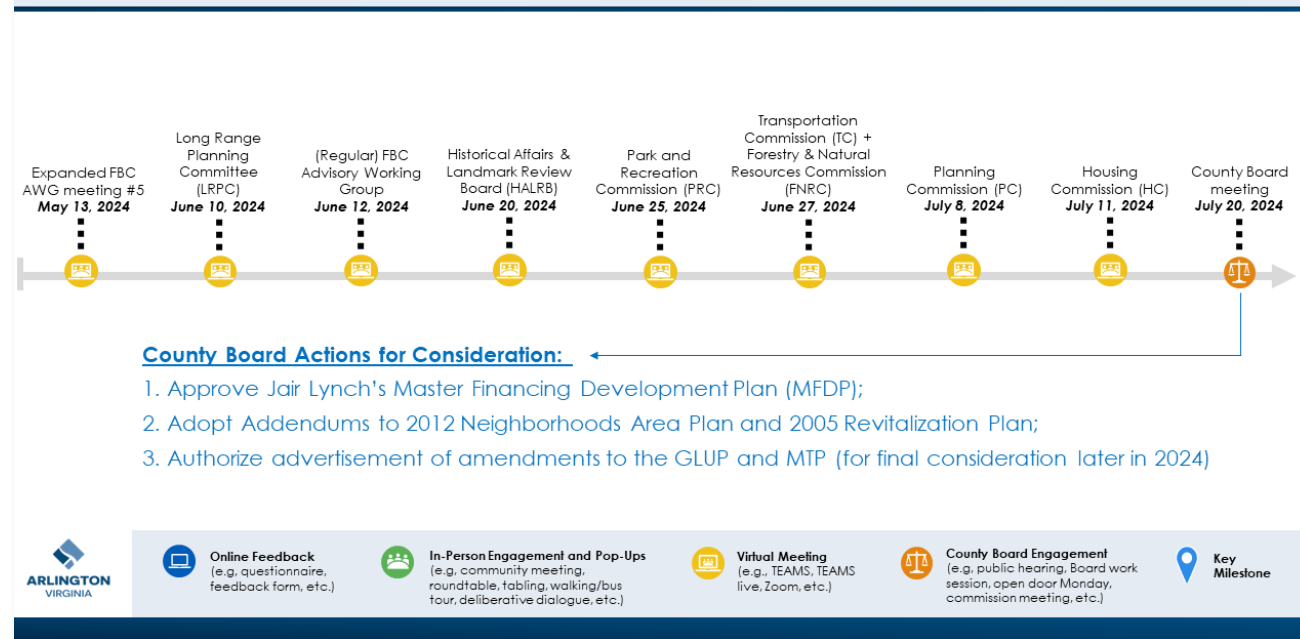 Expanded FBC
AWG meeting #5
May 13, 2024
Long Range
Planning
Committee
(LRPC)
June 10, 2024
(Regular) FBC
Advisory Working
Group
June 12, 2024
Historical Affairs &
Landmark Review
Board (HALRB)
June 20, 2024
Park and
Recreation
Commission (PRC)
June 25, 2024
Transportation
Commission (TC) +
Forestry & Natural
Resources Commission
(FNRC)
June 27, 2024
Planning
Commission (PC)
July 8, 2024
Housing
Commission (HC)
July 11, 2024
County Board
meeting
July 20, 2024
County Board Actions for Consideration:
1. Approve Jair Lynch's Master Financing Development Plan (MFDP);
2. Adopt Addendums to 2012 Neighborhoods Area Plan and 2005 Revitalization Plan;
3. Authorize advertisement of amendments to the GLUP and MTP (for final consideration later in 2024)
ARLINGTON
VIRGINIA
Online Feedback
(e.g, questionnaire,
feedback form, etc.)
In-Person Engagement and Pop-Ups
(e.g, community meeting,
roundtable, tabling, walking/bus
tour, deliberative dialogue, etc.)
Virtual Meeting
(e.g., TEAMS, TEAMS
live, Zoom, etc.)
County Board Engagement
(e.g, public hearing, Board work
session, open door Monday,
commission meeting, etc.)
Key
Milestone